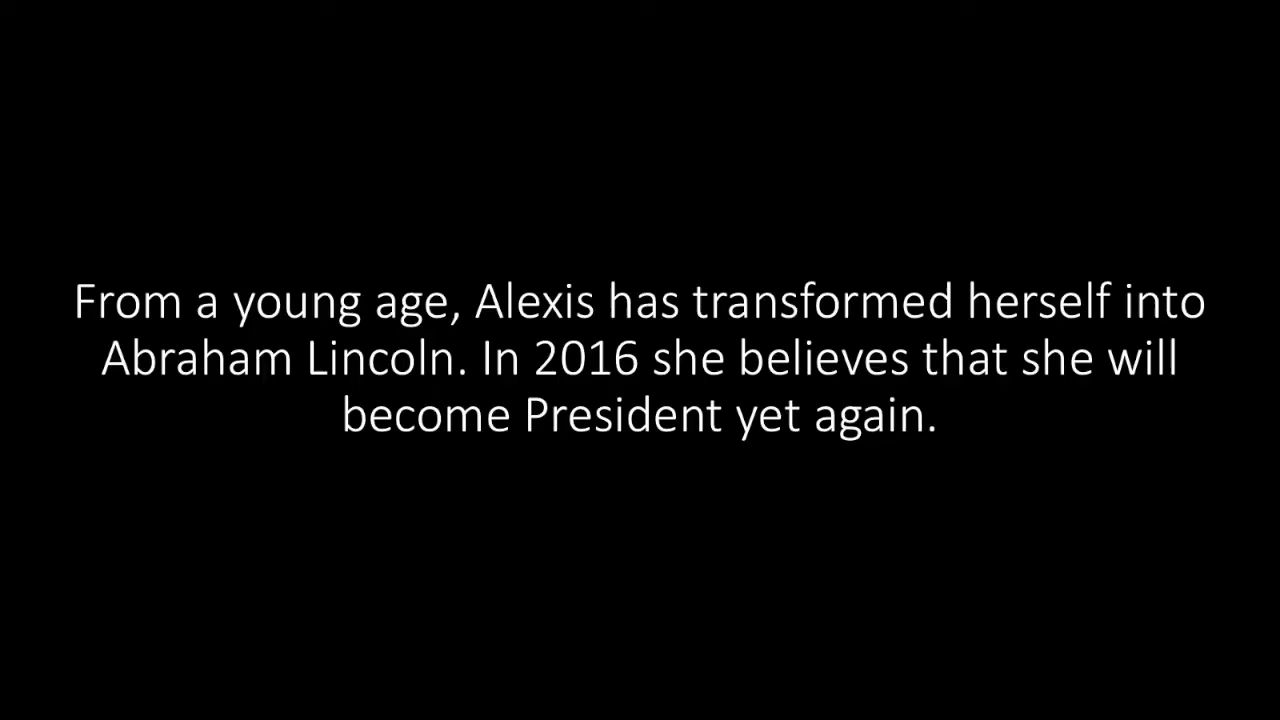 From a young age, Alexis has transformed herself into
Abraham Lincoln. In 2016 she believes that she will
become President yet again.